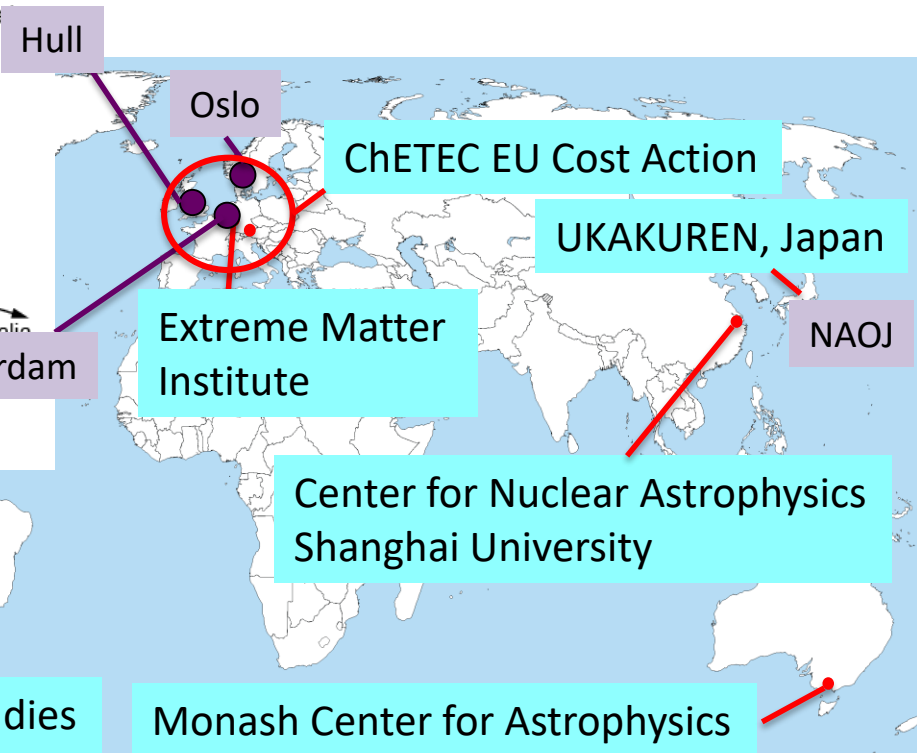 Hull
Oslo
ChETEC EU Cost Action
UKAKUREN, Japan
NAOJ
Extreme Matter
Institute
rdam
Center for Nuclear Astrophysics
Shanghai University
dies
Monash Center for Astrophysics